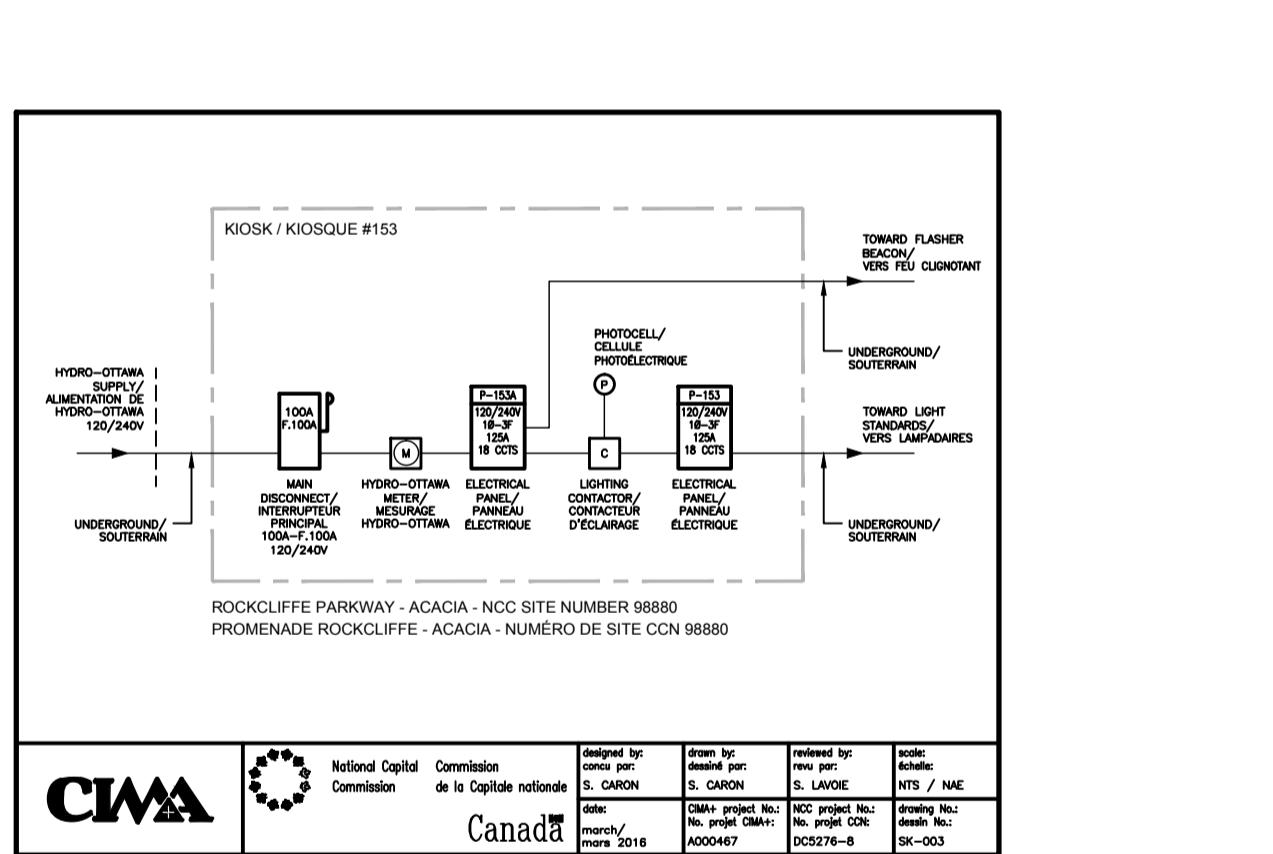 KIOSK / KIOSQUE #153
TOWARD FLASHER
BEACON/
VERS FEU CLIGNOTANT
UNDERGROUND/
SOUTERRAIN
PHOTOCELL/
CELLULE
PHOTOÉLECTRIQUE
P
HYDRO-OTTAWA
SUPPLY/
ALIMENTATION DE
HYDRO-OTTAWA
120/240V
UNDERGROUND/
SOUTERRAIN
100A
F.100A
MAIN
DISCONNECT/
INTERRUPTEUR
PRINCIPAL
100A-F.100A
120/240V
M
HYDRO-OTTAWA
METER/
MESURAGE
HYDRO-OTTAWA
P-153A
120/240V
1Ø-3F
125A
18 CCTS
ELECTRICAL
PANEL/
PANNEAU
ÉLECTRIQUE
C
LIGHTING
CONTACTOR/
CONTACTEUR
D'ÉCLAIRAGE
P-153
120/240V
1Ø-3F
125A
18 CCTS
ELECTRICAL
PANEL/
PANNEAU
ÉLECTRIQUE
TOWARD LIGHT
STANDARDS/
VERS LAMPADAIRES
UNDERGROUND/
SOUTERRAIN
ROCKCLIFFE PARKWAY - ACACIA - NCC SITE NUMBER 98880
PROMENADE ROCKCLIFFE - ACACIA - NUMÉRO DE SITE CCN 98880
CIMA
National Capital
Commission
Commission
de la Capitale nationale
Canada
designed by:
concu par:
S. CARON
drawn by:
dessiné par:
S. CARON
reviewed by:
revu par:
S. LAVOIE
scale:
échelle:
NTS / NAE
date:
march/
mars 2016
CIMA+ project No.:
No. projet CIMA+:
A000467
NCC project No.:
No. projet CCN:
DC5276-8
drawing No.:
dessin No.:
SK-003